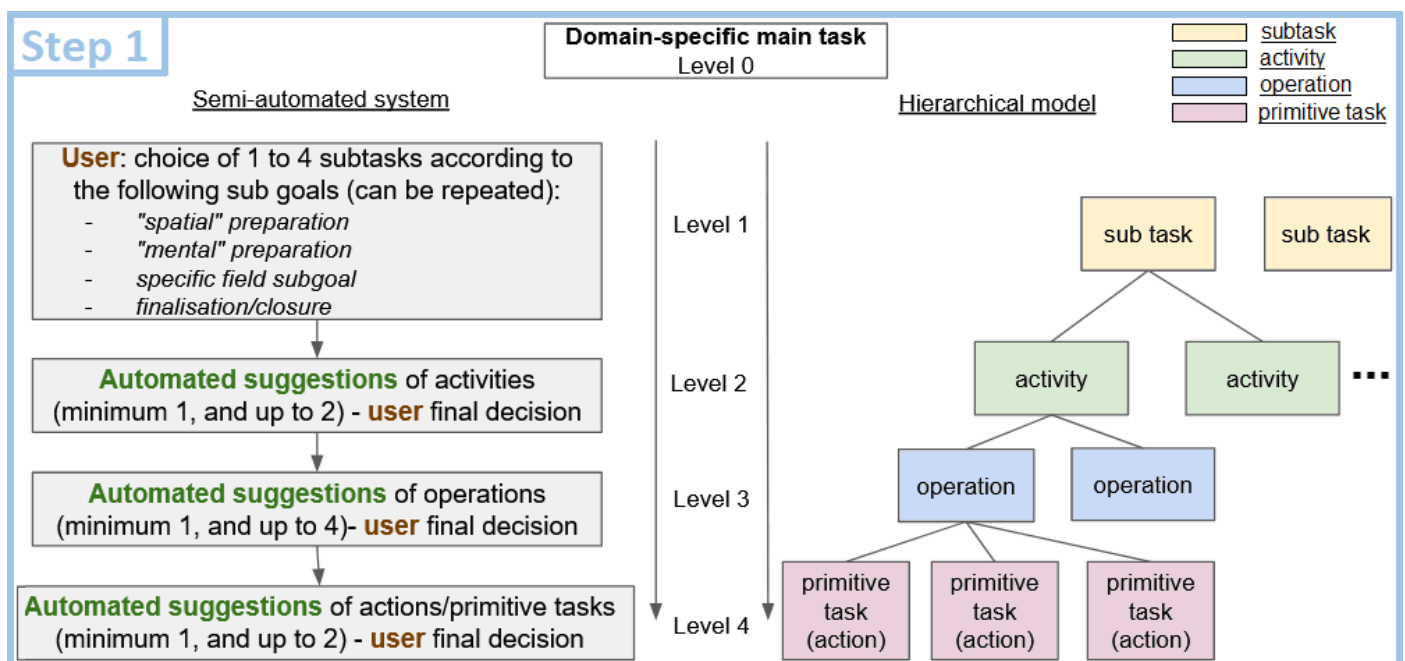 Step 1
Domain-specific main task
Level 0
subtask
activity
operation
primitive task
Semi-automated system
Hierarchical model
User: choice of 1 to 4 subtasks according to
the following sub goals (can be repeated):
- "spatial" preparation
- "mental" preparation
- specific field subgoal
- finalisation/closure
Level 1
sub task
sub task
Automated suggestions of activities
(minimum 1, and up to 2) - user final decision
Level 2
activity
activity
...
Automated suggestions of operations
(minimum 1, and up to 4)- user final decision
Level 3
operation
operation
Automated suggestions of actions/primitive tasks
(minimum 1, and up to 2) - user final decision
Level 4
primitive
task
(action)
primitive
task
(action)
primitive
task
(action)